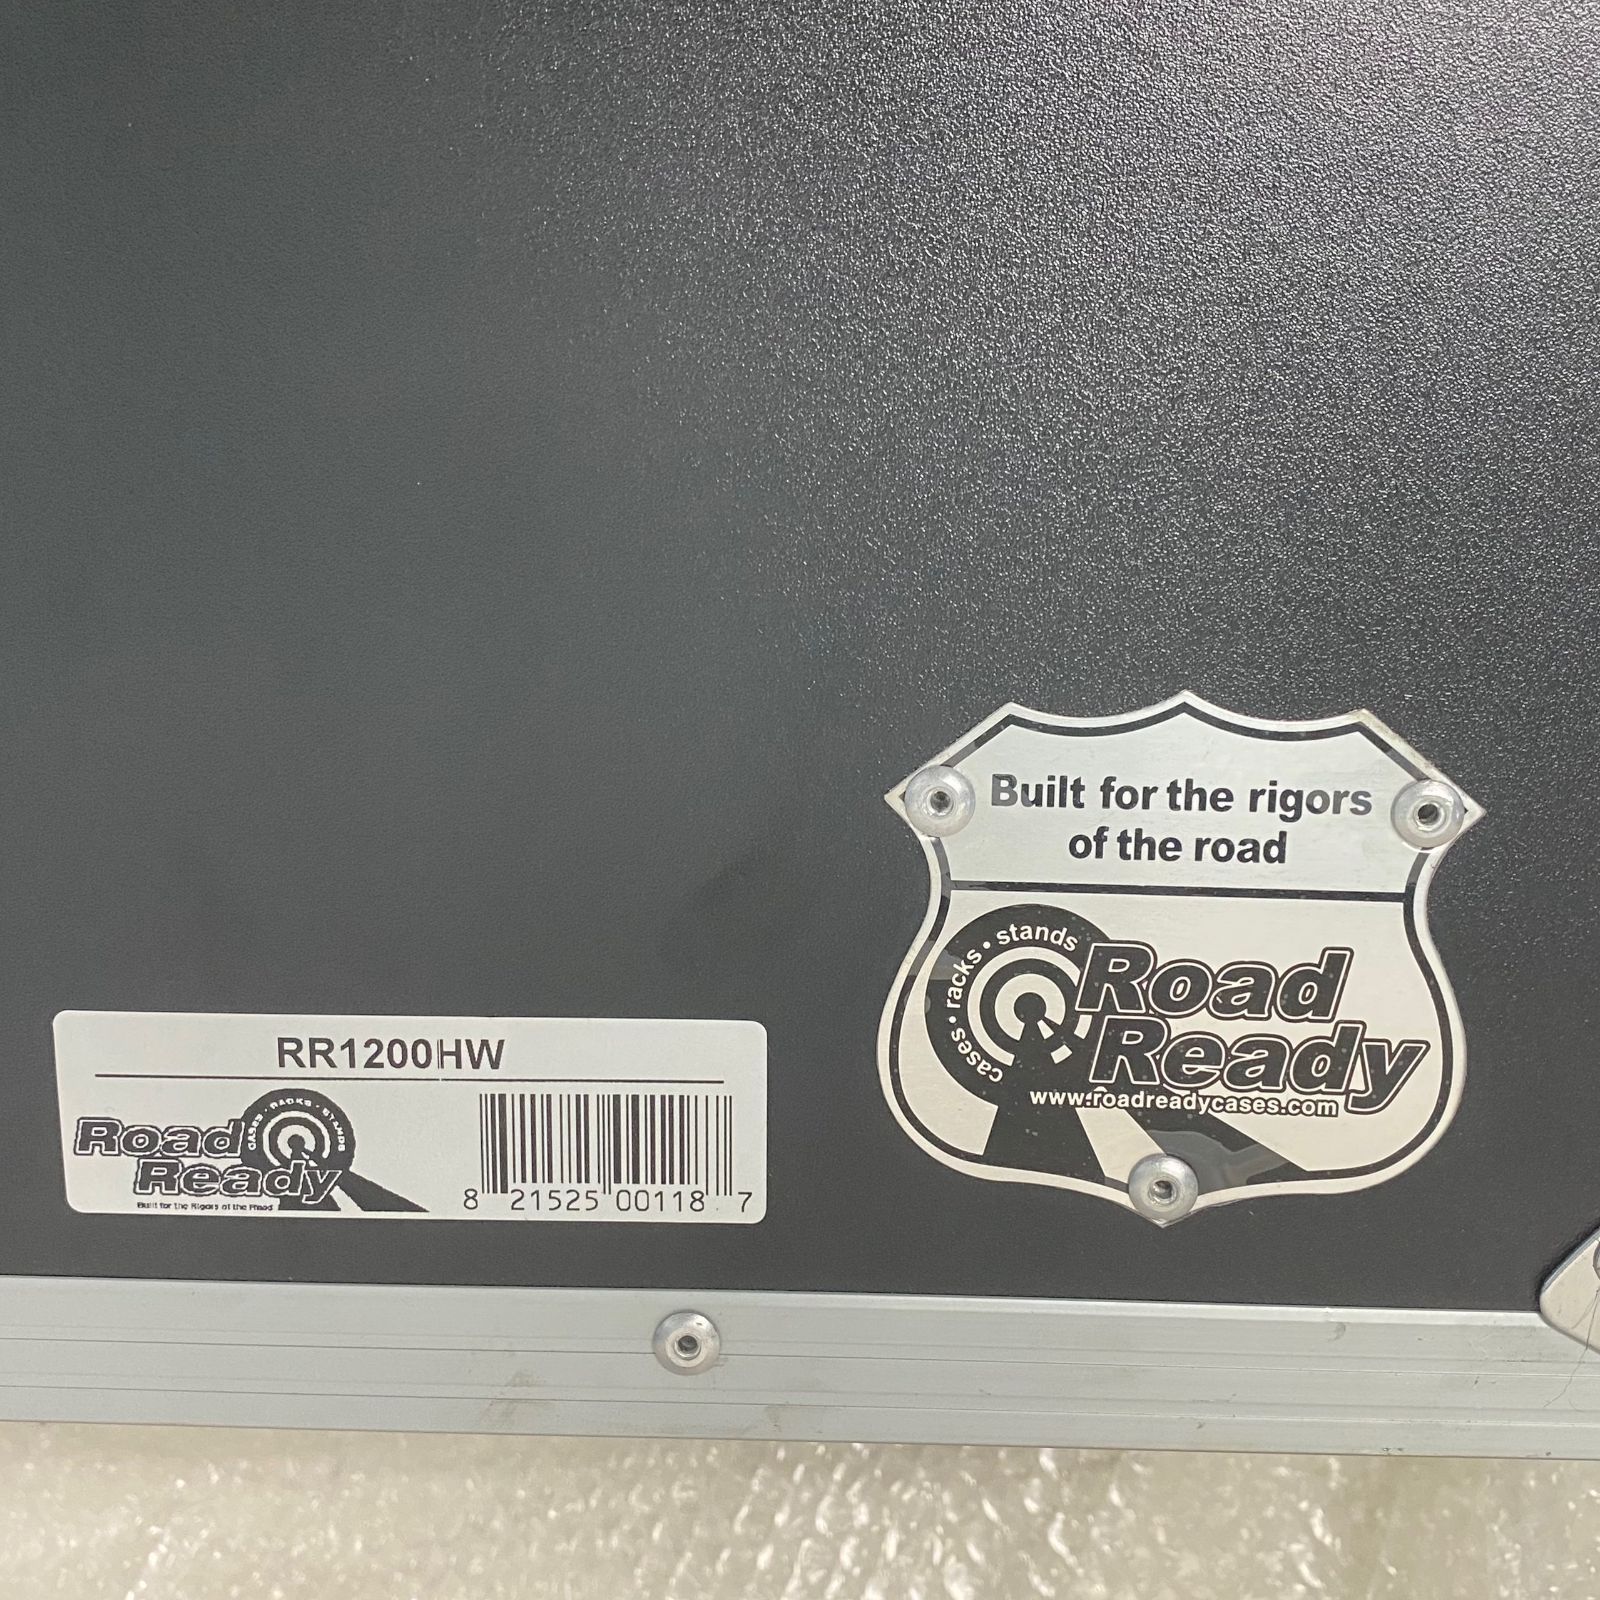 Built for the rigors
of the road
cases • racks • stands
Road
Ready
www.roadreadycases.com
RR1200HW
CASES • RACKS • STANDS
Road
Ready
Built for the Rigors of the Road
8 21525 00118 7